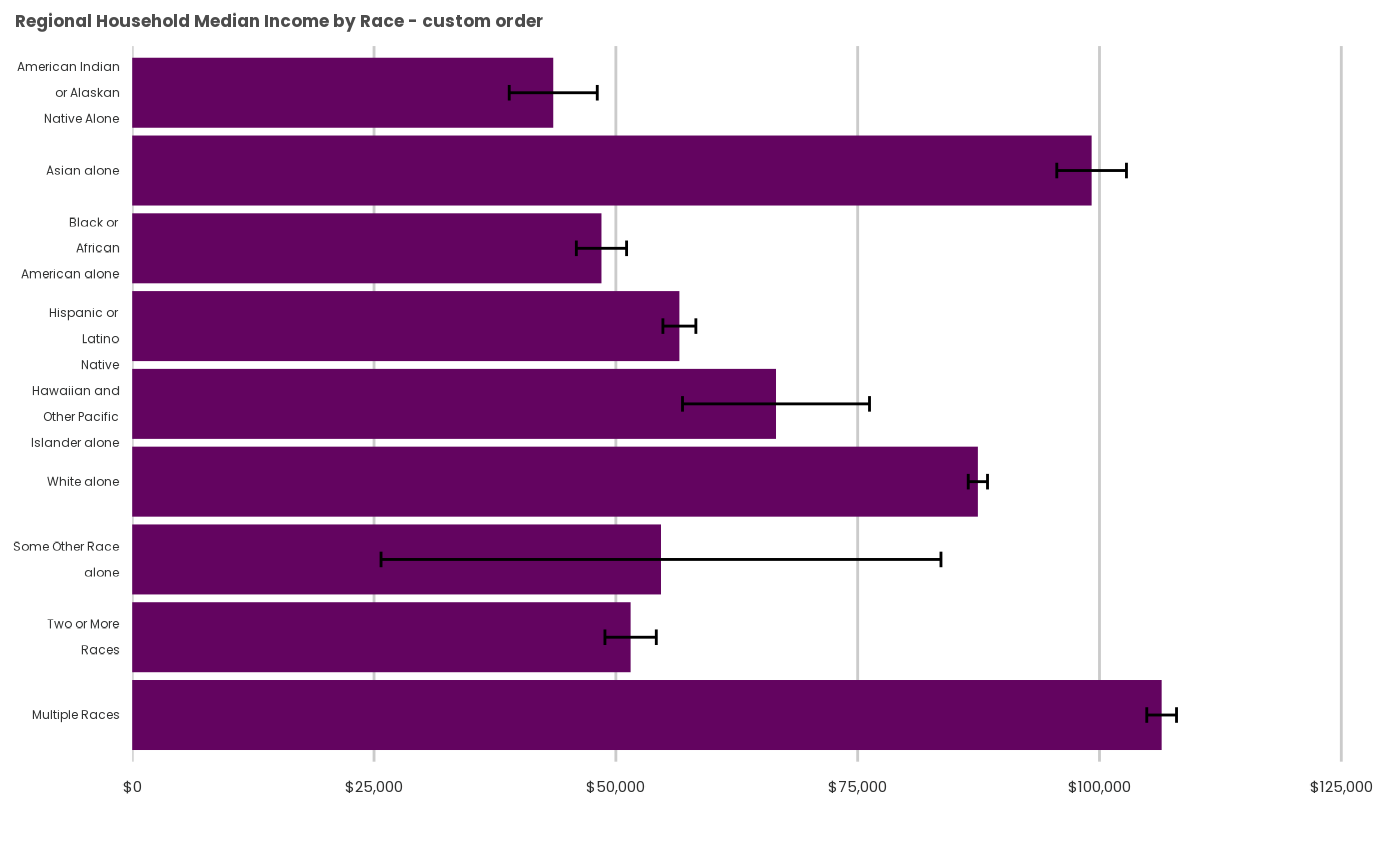 Regional Household Median Income by Race - custom order
American Indian
or Alaskan
Native Alone
Asian alone
Black or
African
American alone
Hispanic or
Latino
Native
Hawaiian and
Other Pacific
Islander alone
White alone
Some Other Race
alone
Two or More
Races
Multiple Races
$0 $25,000 $50,000 $75,000 $100,000 $125,000